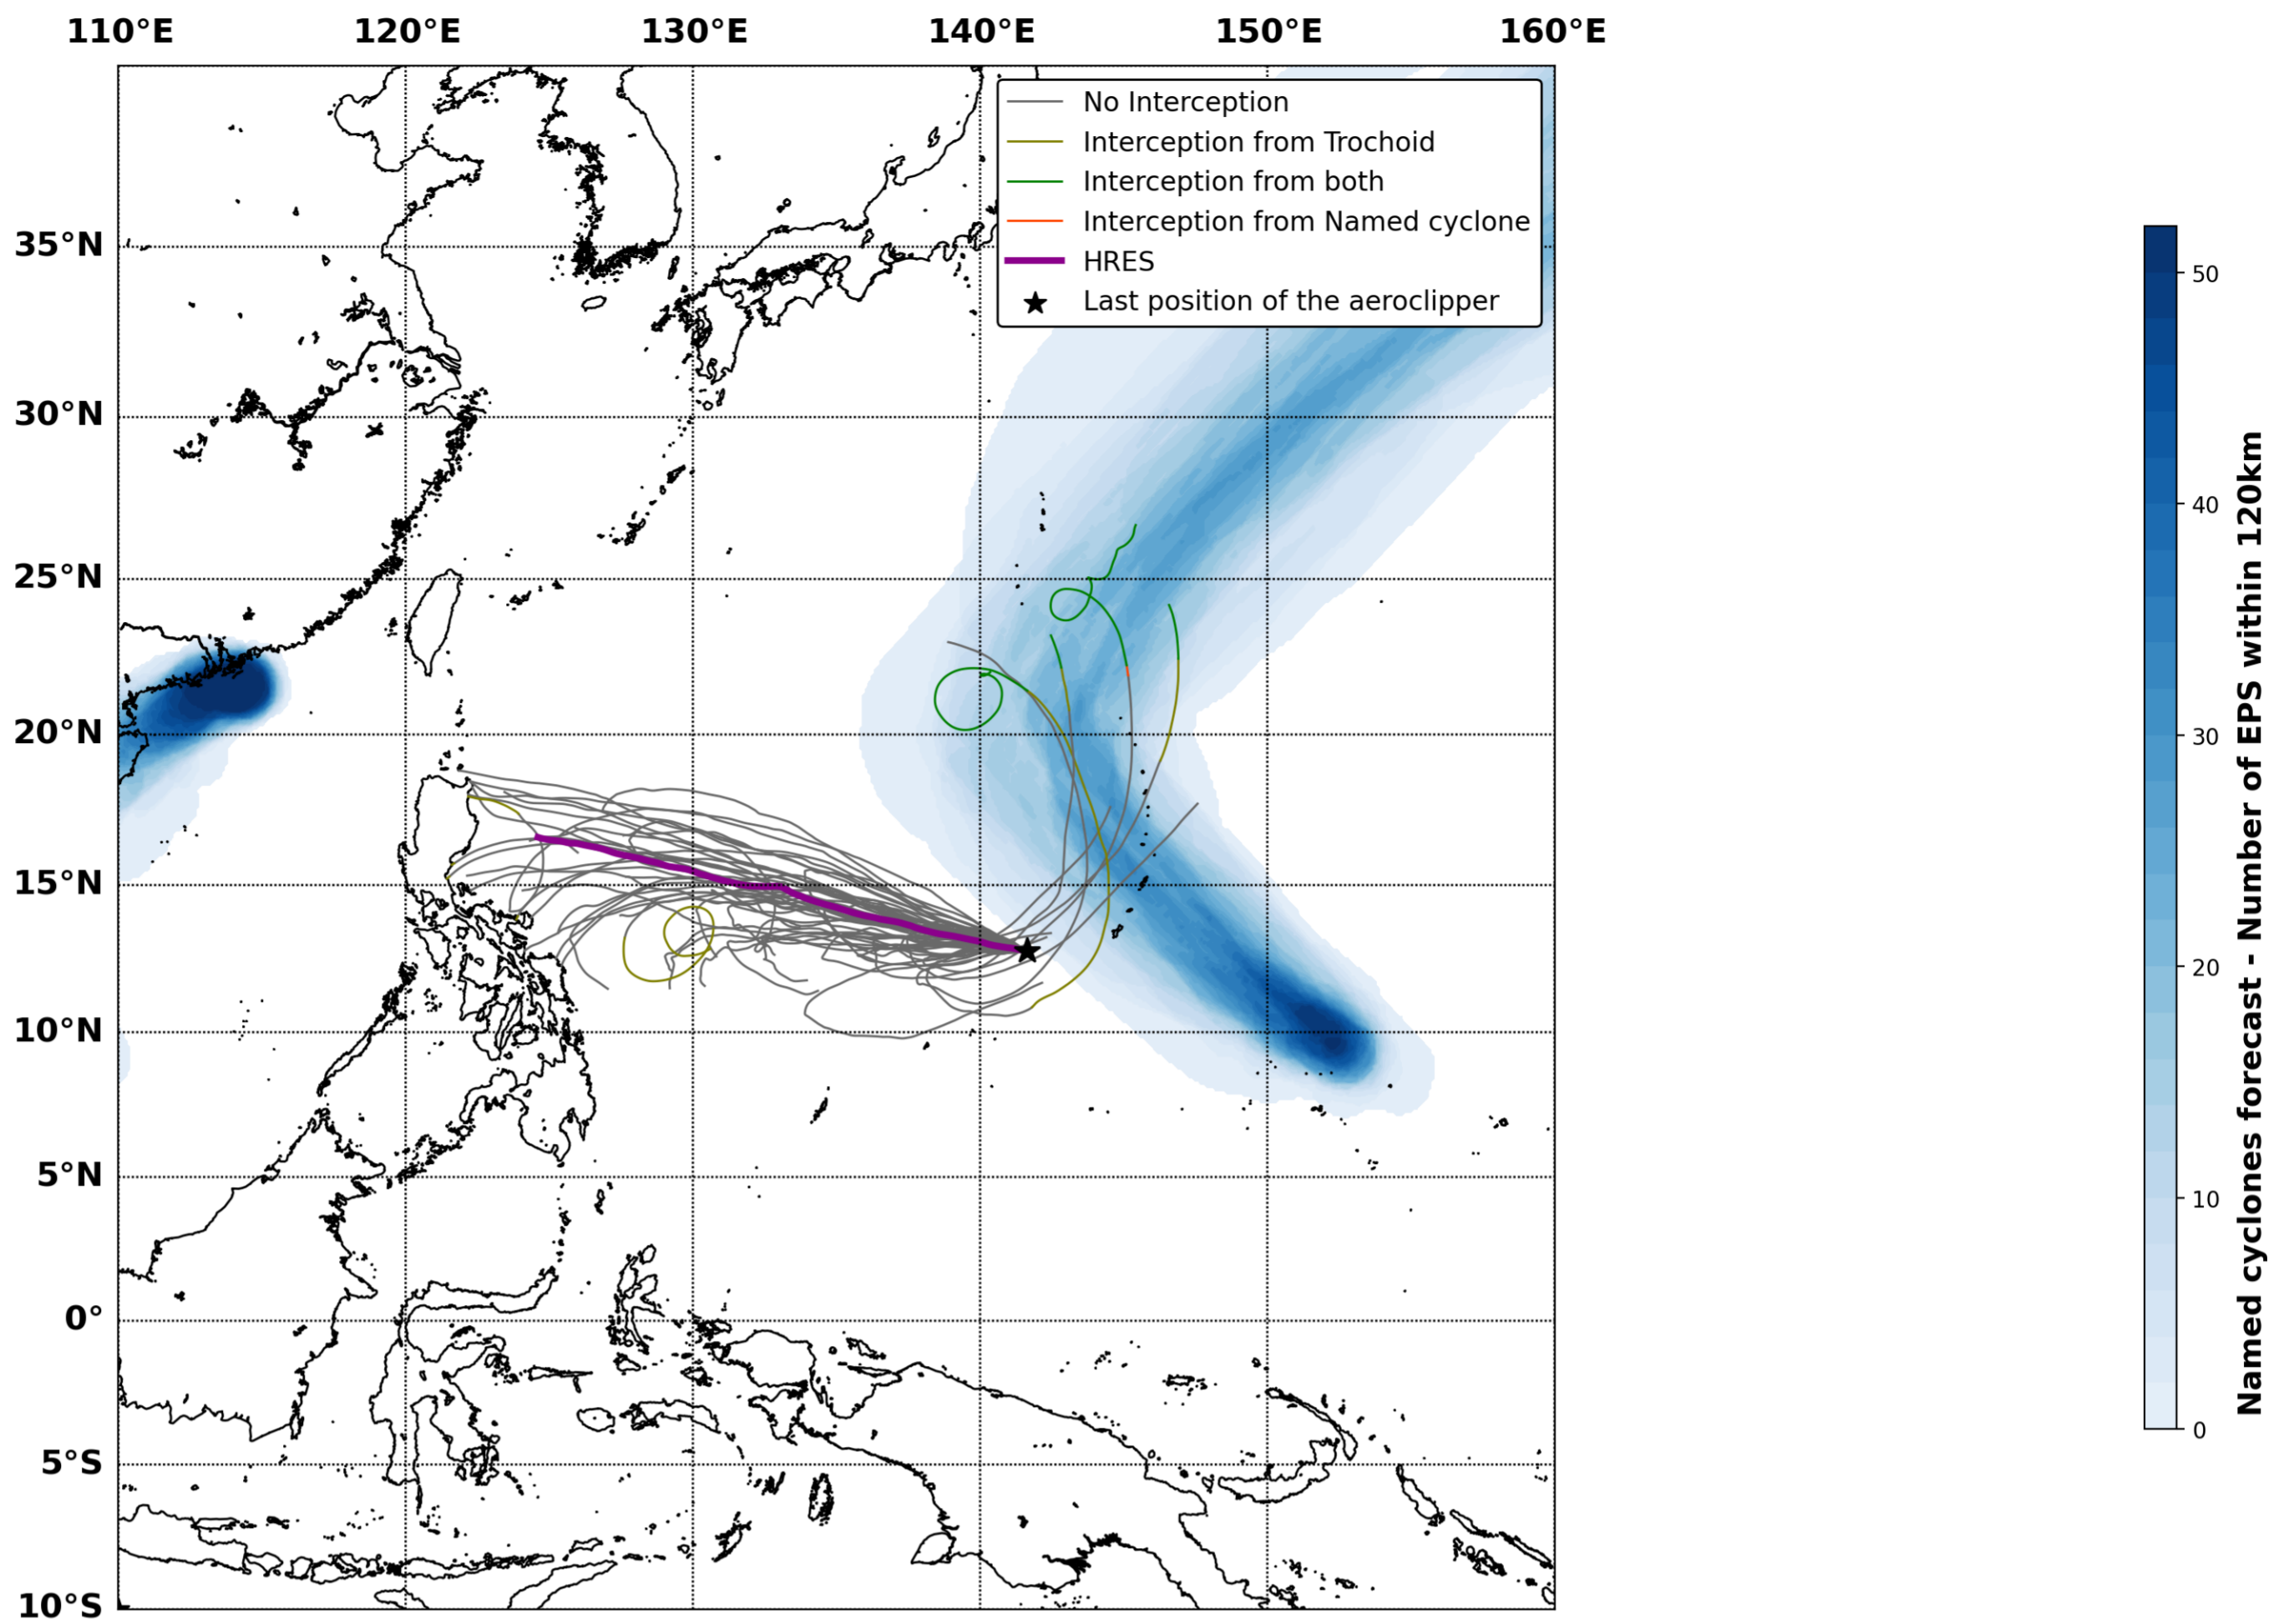 110°E 120°E 130°E 140°E 150°E 160°E
No Interception
Interception from Trochoid
Interception from both
Interception from Named cyclone
HRES
Last position of the aeroclipper
35°N
30°N
25°N
20°N
15°N
10°N
5°N
0°
5°S
10°S
50
40
30
20
10
0
Named cyclones forecast - Number of EPS within 120km